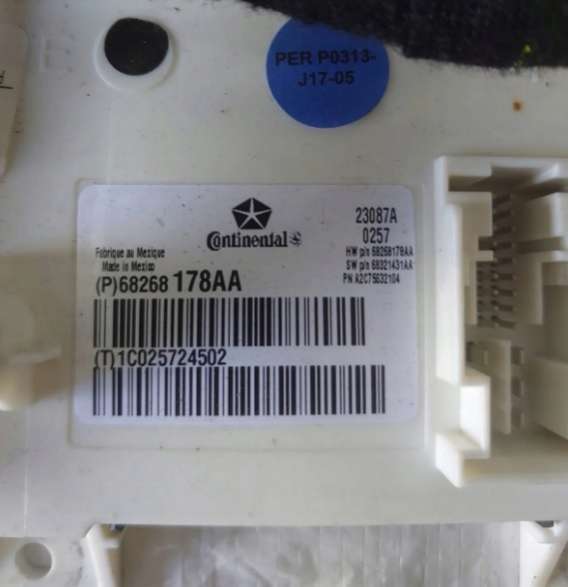 PER P0313-
J17-05
Continental
23087A
0257
HW p/n 68268178AA
SW p/n 68321431AA
PN A2C75632104
Fabrique au Mexique
Made in Mexico
(P)68268 178AA
(T)1C025724502